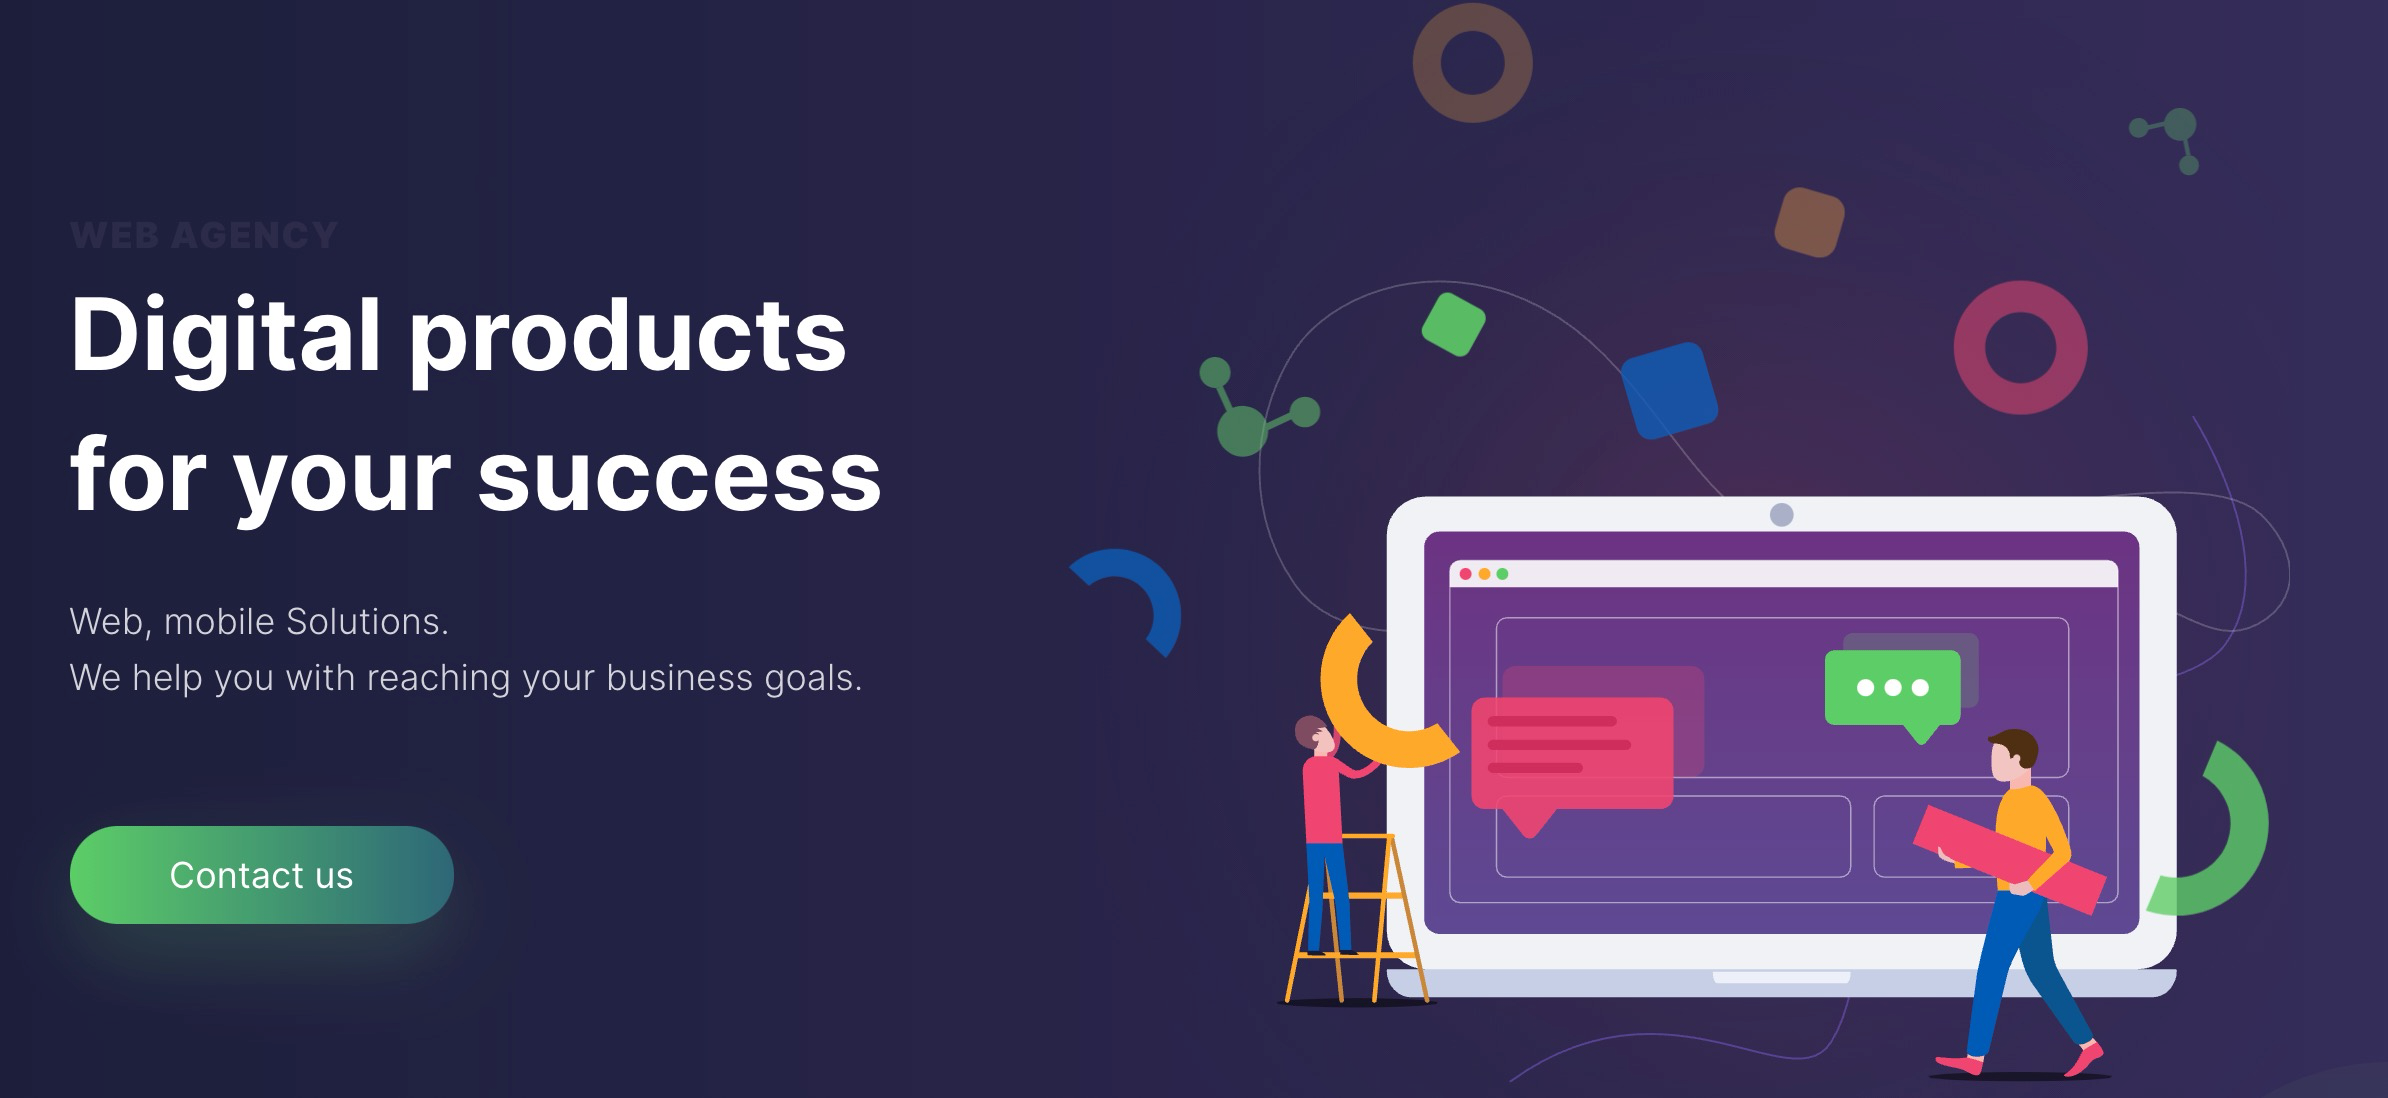 WEB AGENCY
Digital products
for your success
Web, mobile Solutions.
We help you with reaching your business goals.
Contact us